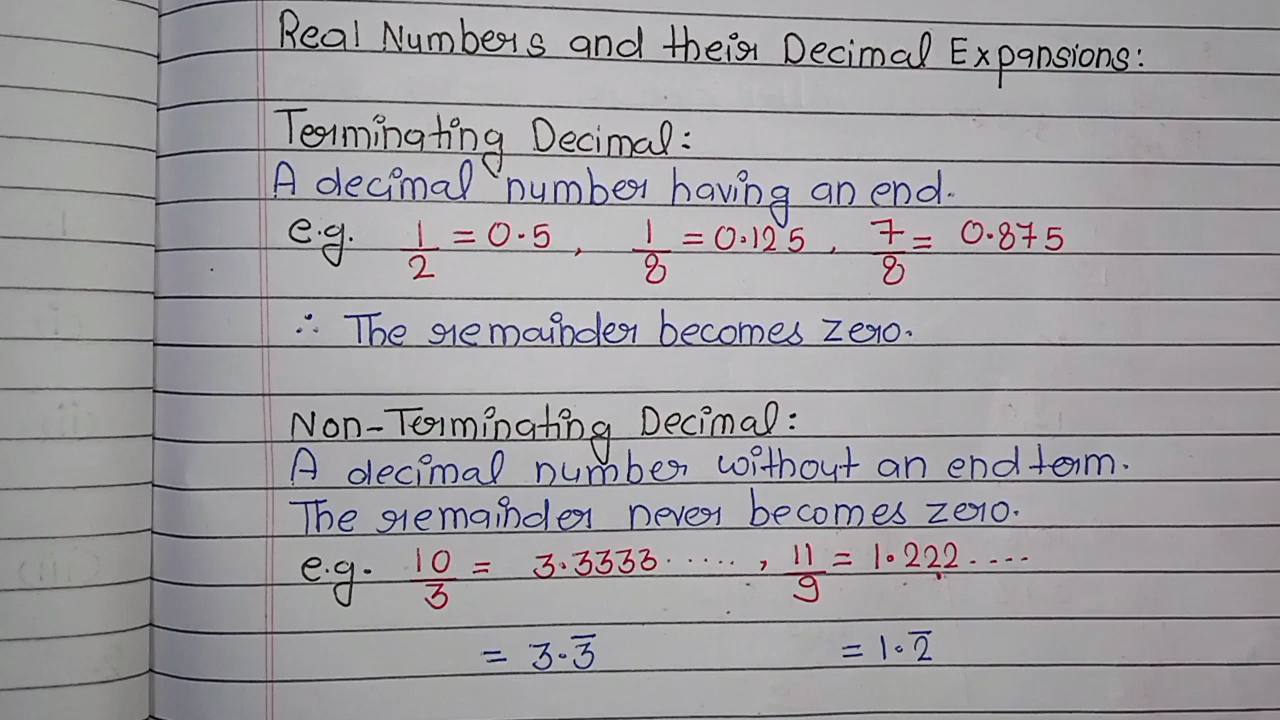 Real Numbers and their Decimal Expansions:
Terminating Decimal:
A decimal number having an end.
e.g. 1/2 = 0.5, 1/8 = 0.125, 7/8 = 0.875
∴ The remainder becomes zero.
Non-Terminating Decimal:
A decimal number without an end term.
The remainder never becomes zero.
e.g. 10/3 = 3.3333......, 11/9 = 1.222....
= 3.3̅ = 1.2̅